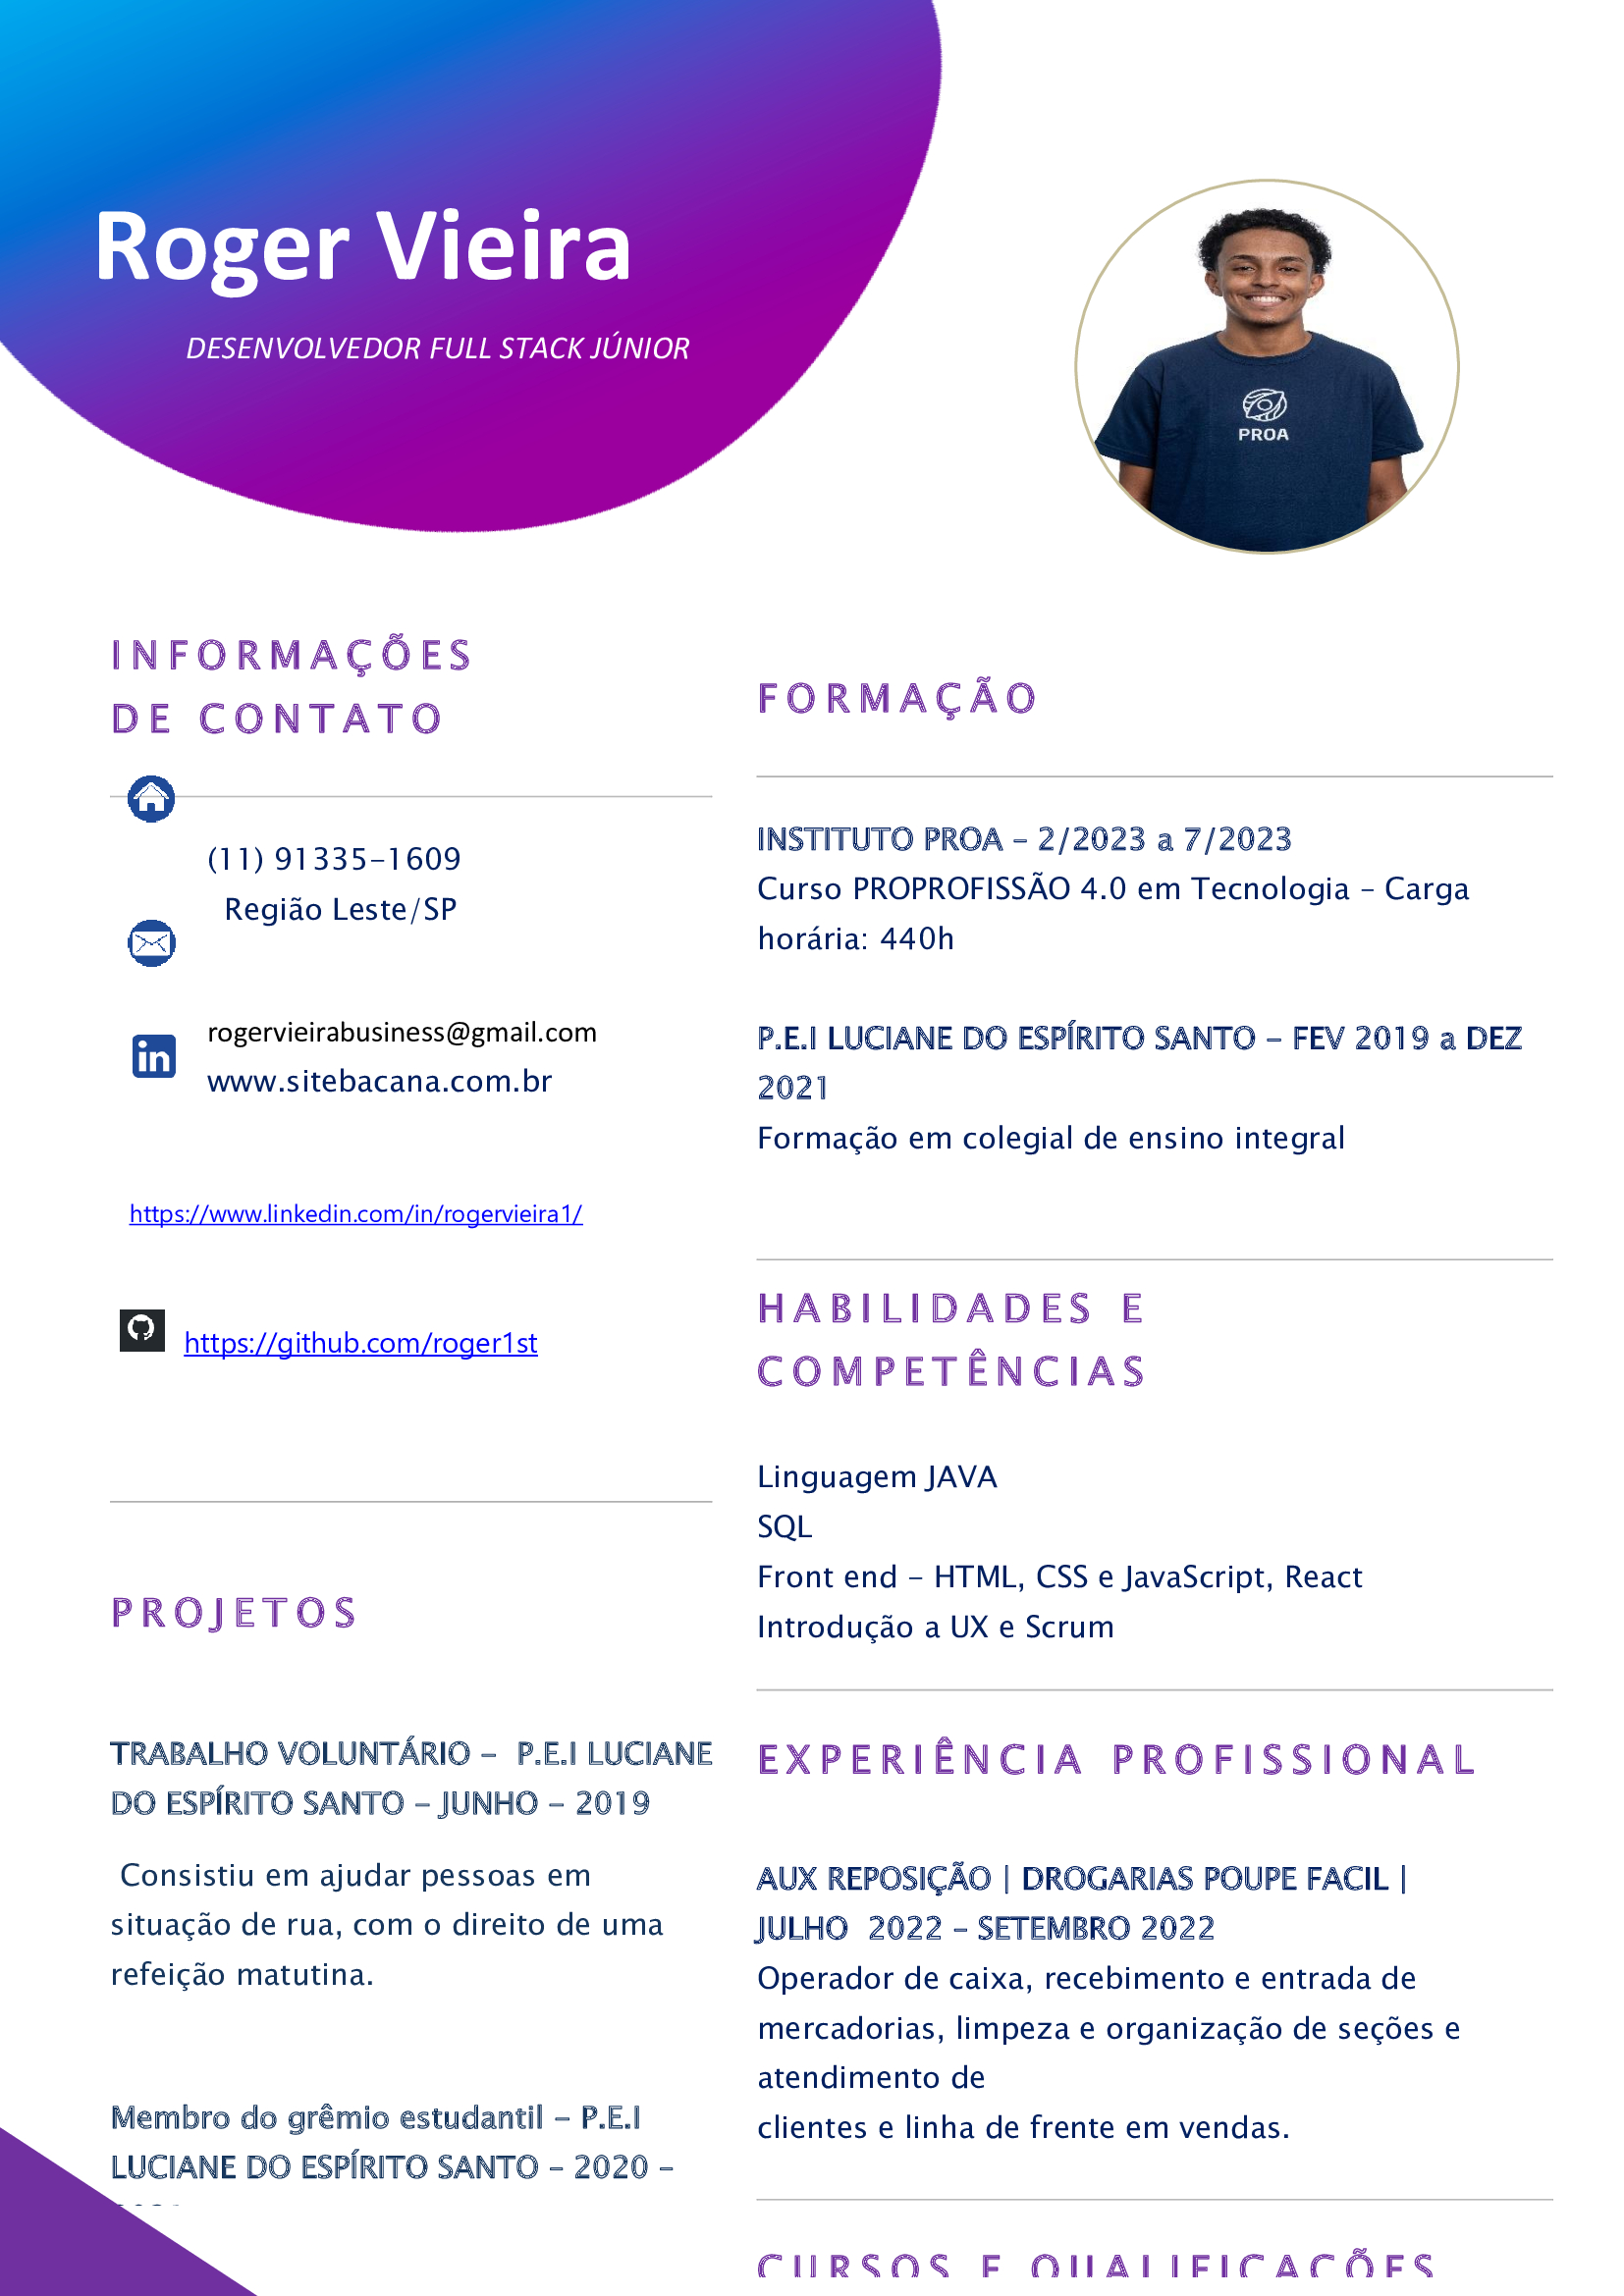 Roger Vieira
DESENVOLVEDOR FULL STACK JÚNIOR
PROA
INFORMAÇÕES
DE CONTATO
(11) 91335-1609
Região Leste/SP
rogervieirabusiness@gmail.com
www.sitebacana.com.br
https://www.linkedin.com/in/rogervieira1/
https://github.com/roger1st
PROJETOS
TRABALHO VOLUNTÁRIO - P.E.I LUCIANE
DO ESPÍRITO SANTO - JUNHO - 2019
Consistiu em ajudar pessoas em
situação de rua, com o direito de uma
refeição matutina.
Membro do grêmio estudantil - P.E.I
LUCIANE DO ESPÍRITO SANTO - 2020 -
FORMAÇÃO
INSTITUTO PROA – 2/2023 a 7/2023
Curso PROPROFISSÃO 4.0 em Tecnologia – Carga
horária: 440h
P.E.I LUCIANE DO ESPÍRITO SANTO - FEV 2019 a DEZ
2021
Formação em colegial de ensino integral
HABILIDADES E
COMPETÊNCIAS
Linguagem JAVA
SQL
Front end - HTML, CSS e JavaScript, React
Introdução a UX e Scrum
EXPERIÊNCIA PROFISSIONAL
AUX REPOSIÇÃO | DROGARIAS POUPE FACIL |
JULHO 2022 – SETEMBRO 2022
Operador de caixa, recebimento e entrada de
mercadorias, limpeza e organização de seções e
atendimento de
clientes e linha de frente em vendas.
CURSOS E QUALIFICAÇÕES